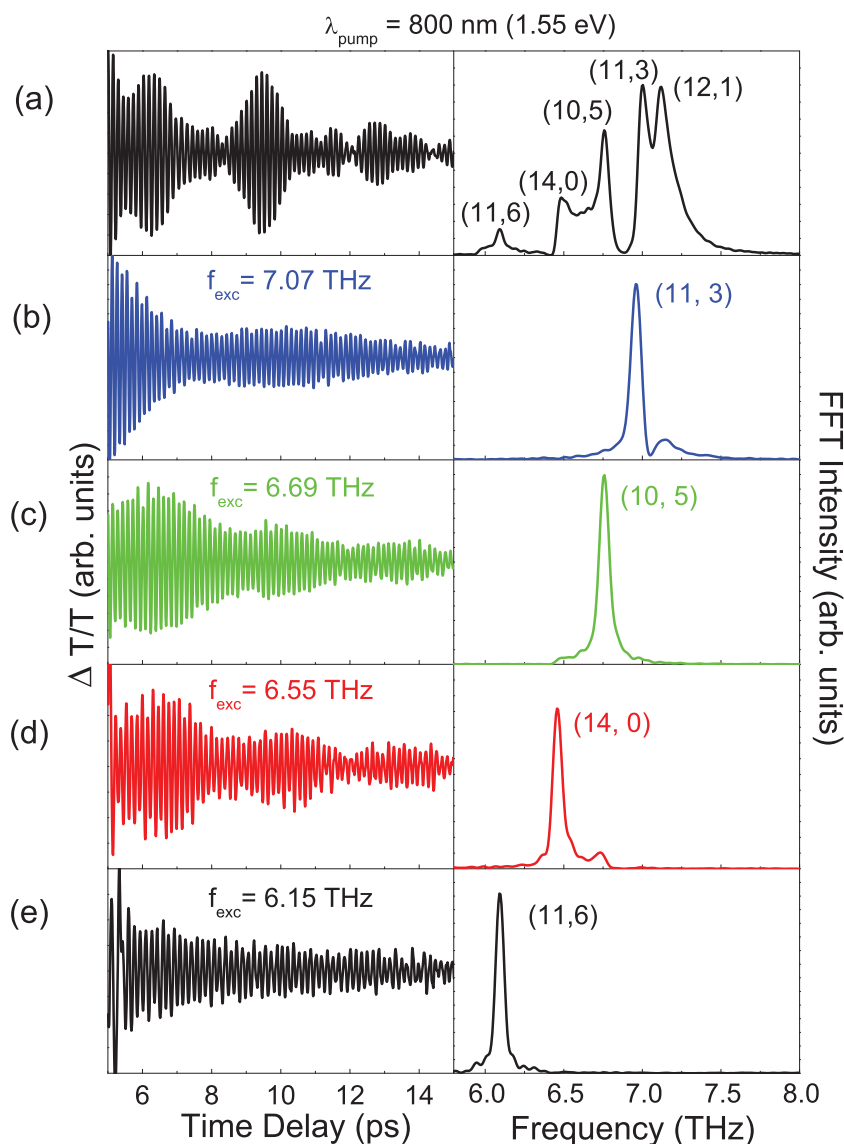 λpump = 800 nm (1.55 eV)
(a)
(11,6)
(14,0)
(10,5)
(11,3)
(12,1)
(b)
fexc= 7.07 THz
(11, 3)
(c)
fexc= 6.69 THz
(10, 5)
(d)
fexc= 6.55 THz
(14, 0)
(e)
fexc= 6.15 THz
(11,6)
Δ T/T (arb. units)
FFT Intensity (arb. units)
6 8 10 12 14
6.0 6.5 7.0 7.5 8.0
Time Delay (ps)
Frequency (THz)